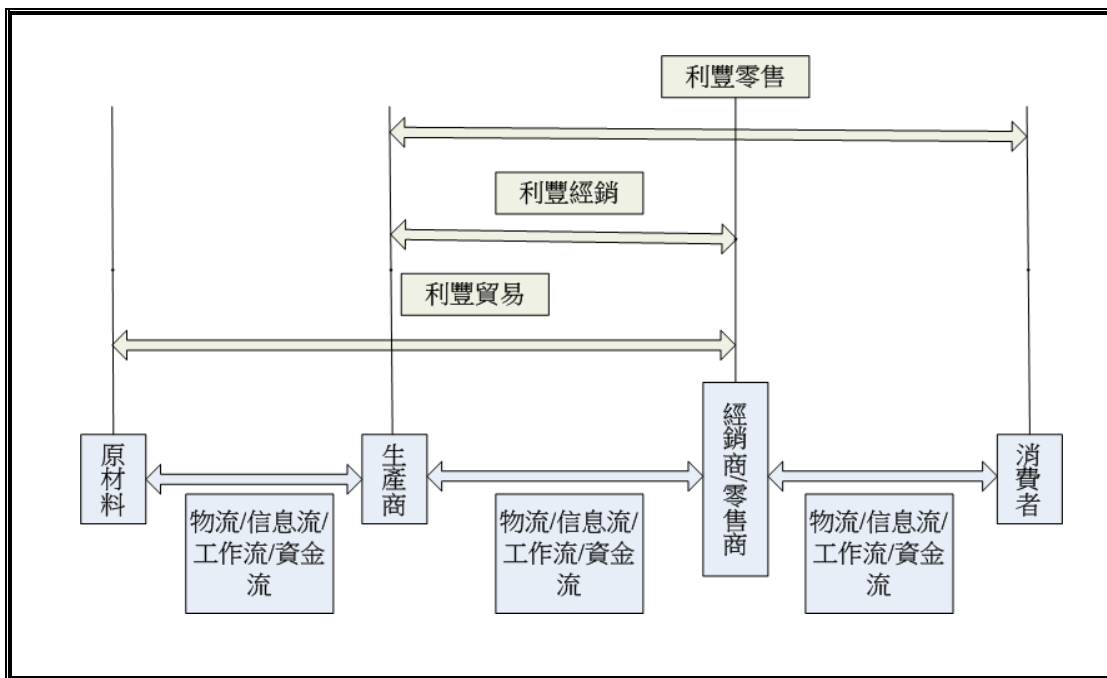 利豐零售
利豐經銷
利豐貿易
原材料
生產商
經銷商/零售商
消費者
物流/信息流/
工作流/資金
流
物流/信息流/
工作流/資金
流
物流/信息流/
工作流/資金
流